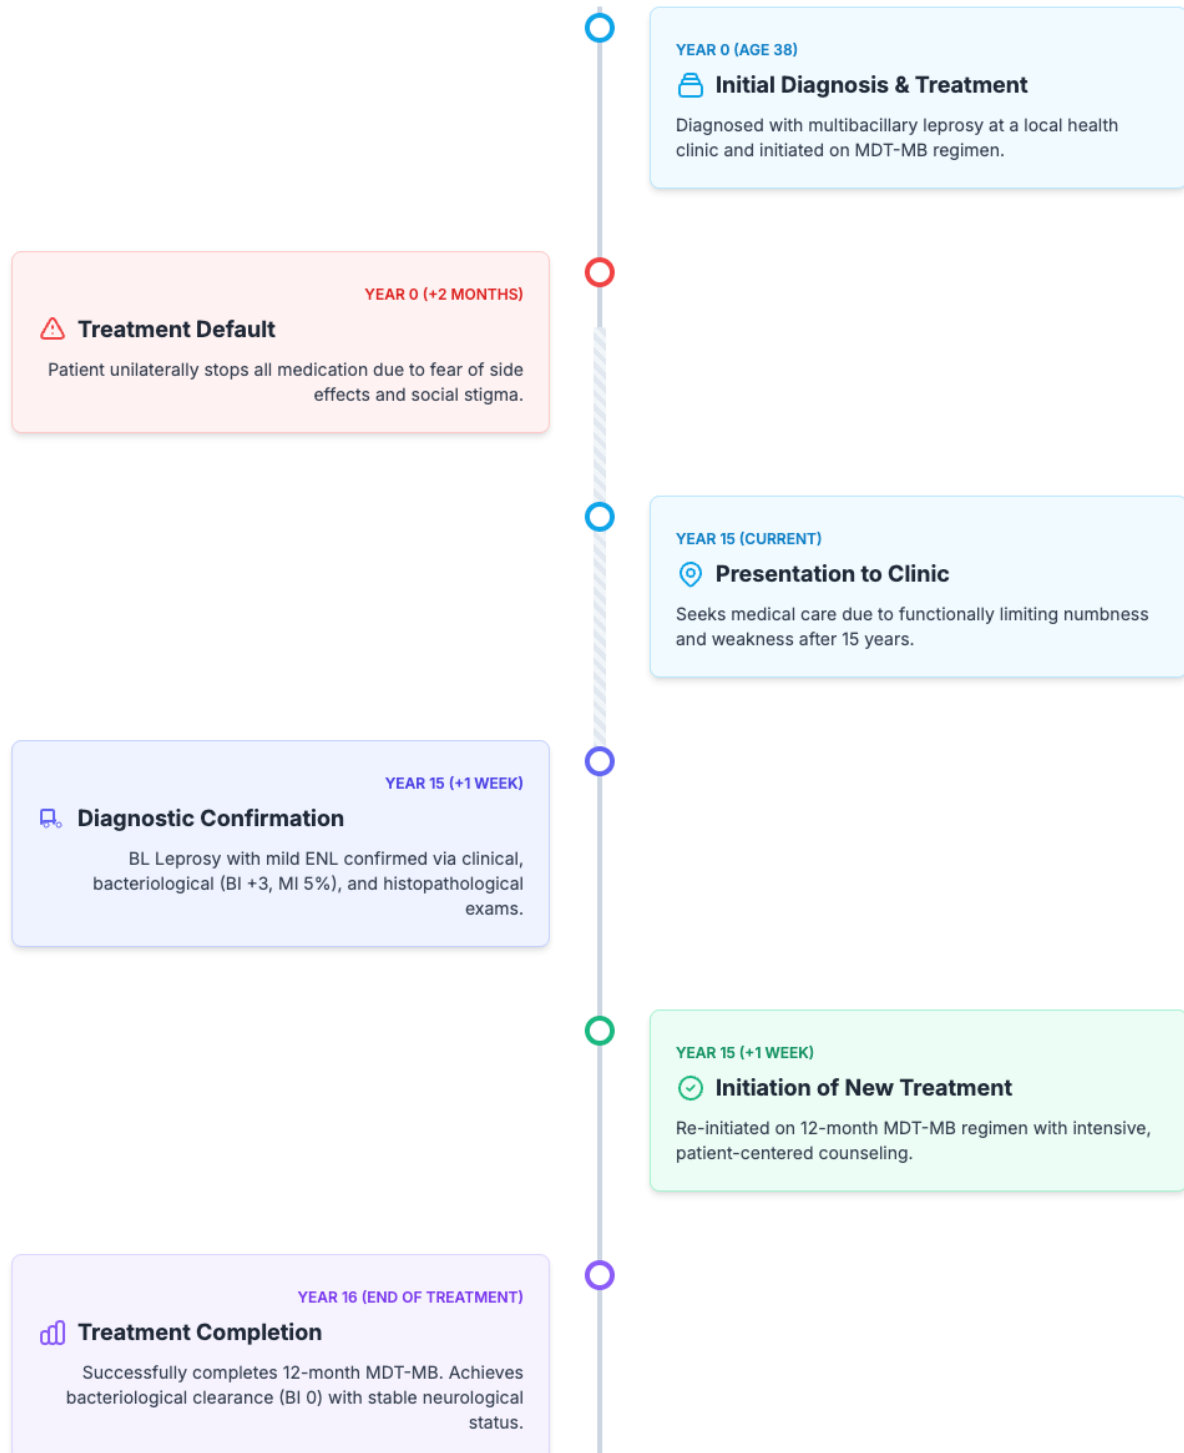 YEAR 0 (AGE 38)
Initial Diagnosis & Treatment
Diagnosed with multibacillary leprosy at a local health
clinic and initiated on MDT-MB regimen.
YEAR 0 (+2 MONTHS)
Treatment Default
Patient unilaterally stops all medication due to fear of side
effects and social stigma.
YEAR 15 (CURRENT)
Presentation to Clinic
Seeks medical care due to functionally limiting numbness
and weakness after 15 years.
YEAR 15 (+1 WEEK)
Diagnostic Confirmation
BL Leprosy with mild ENL confirmed via clinical,
bacteriological (BI +3, MI 5%), and histopathological
exams.
YEAR 15 (+1 WEEK)
Initiation of New Treatment
Re-initiated on 12-month MDT-MB regimen with intensive,
patient-centered counseling.
YEAR 16 (END OF TREATMENT)
Treatment Completion
Successfully completes 12-month MDT-MB. Achieves
bacteriological clearance (BI 0) with stable neurological
status.